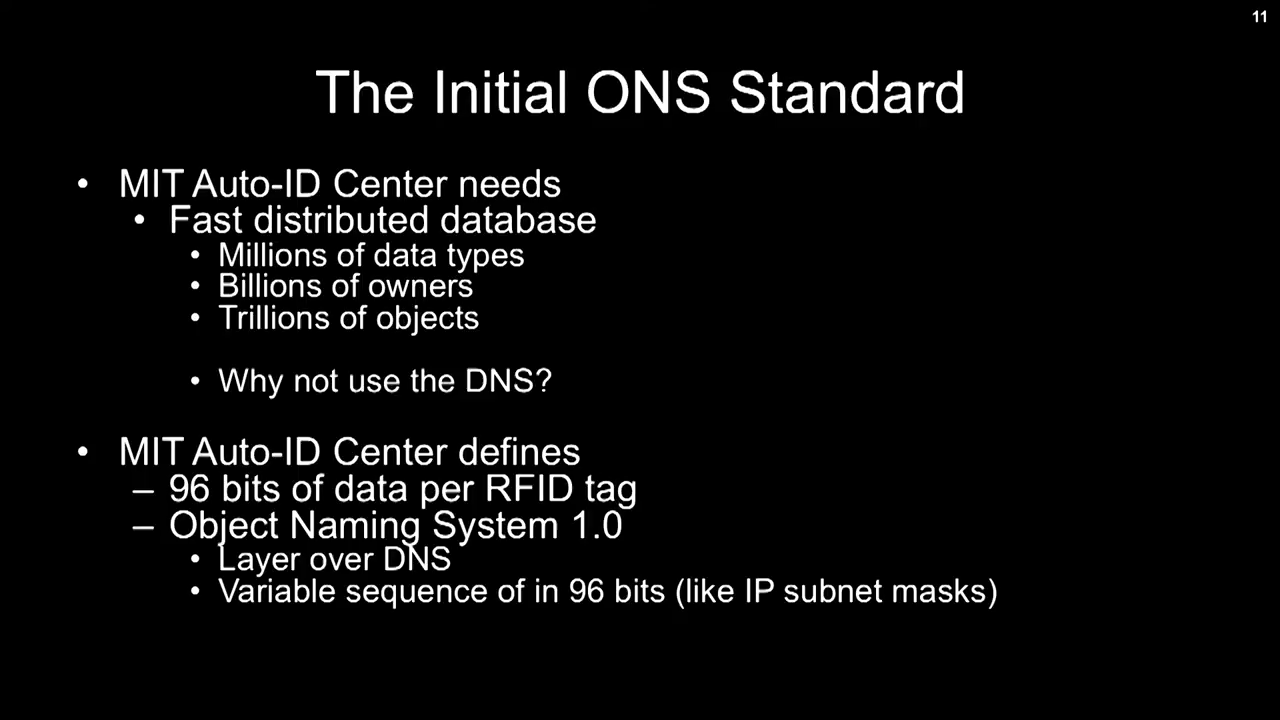 11
The Initial ONS Standard
• MIT Auto-ID Center needs
• Fast distributed database
• Millions of data types
• Billions of owners
• Trillions of objects
• Why not use the DNS?
• MIT Auto-ID Center defines
– 96 bits of data per RFID tag
– Object Naming System 1.0
• Layer over DNS
• Variable sequence of in 96 bits (like IP subnet masks)